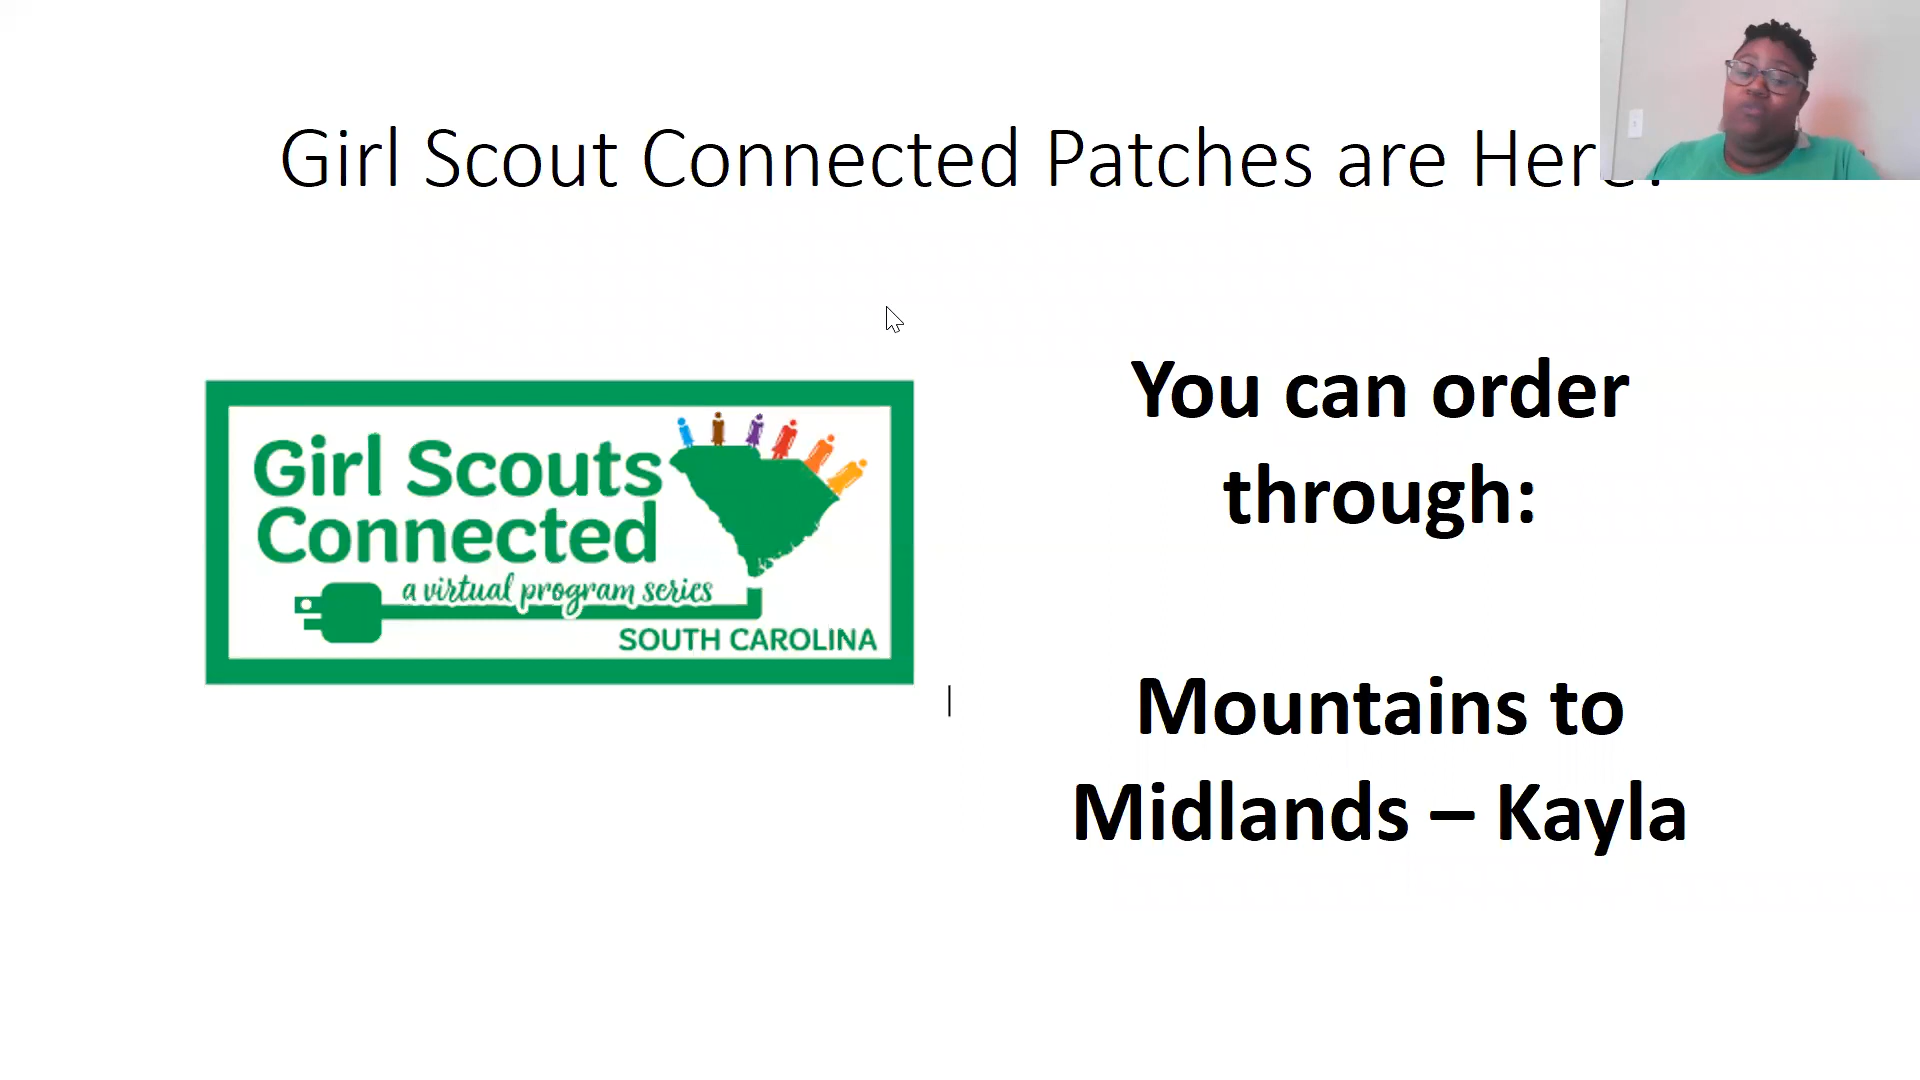 Girl Scout Connected Patches are Here!
You can order
through:
Girl Scouts
Connected
a virtual program series
SOUTH CAROLINA
Mountains to
Midlands – Kayla